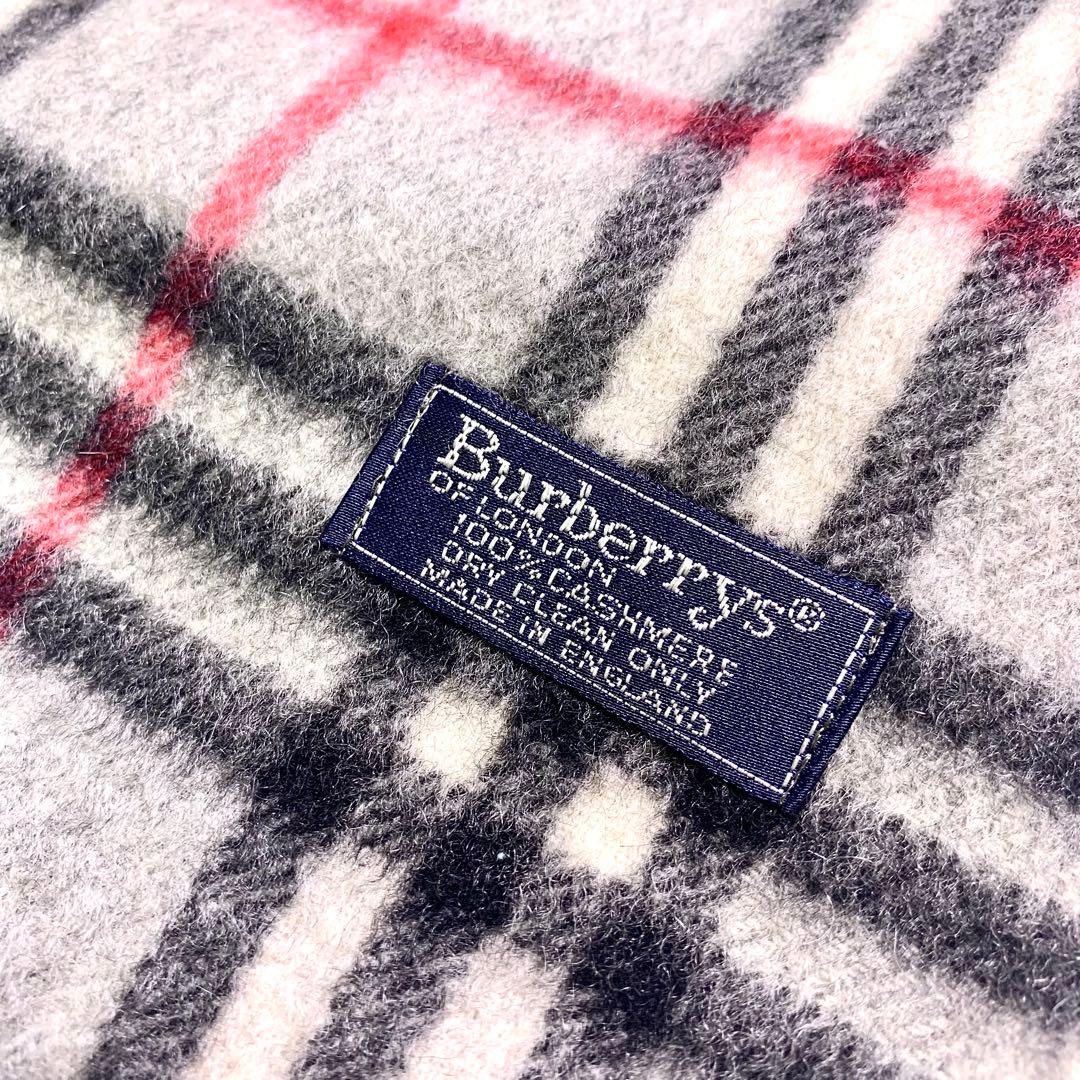 Burberrys®
OF LONDON
100% CASHMERE
DRY CLEAN ONLY
MADE IN ENGLAND